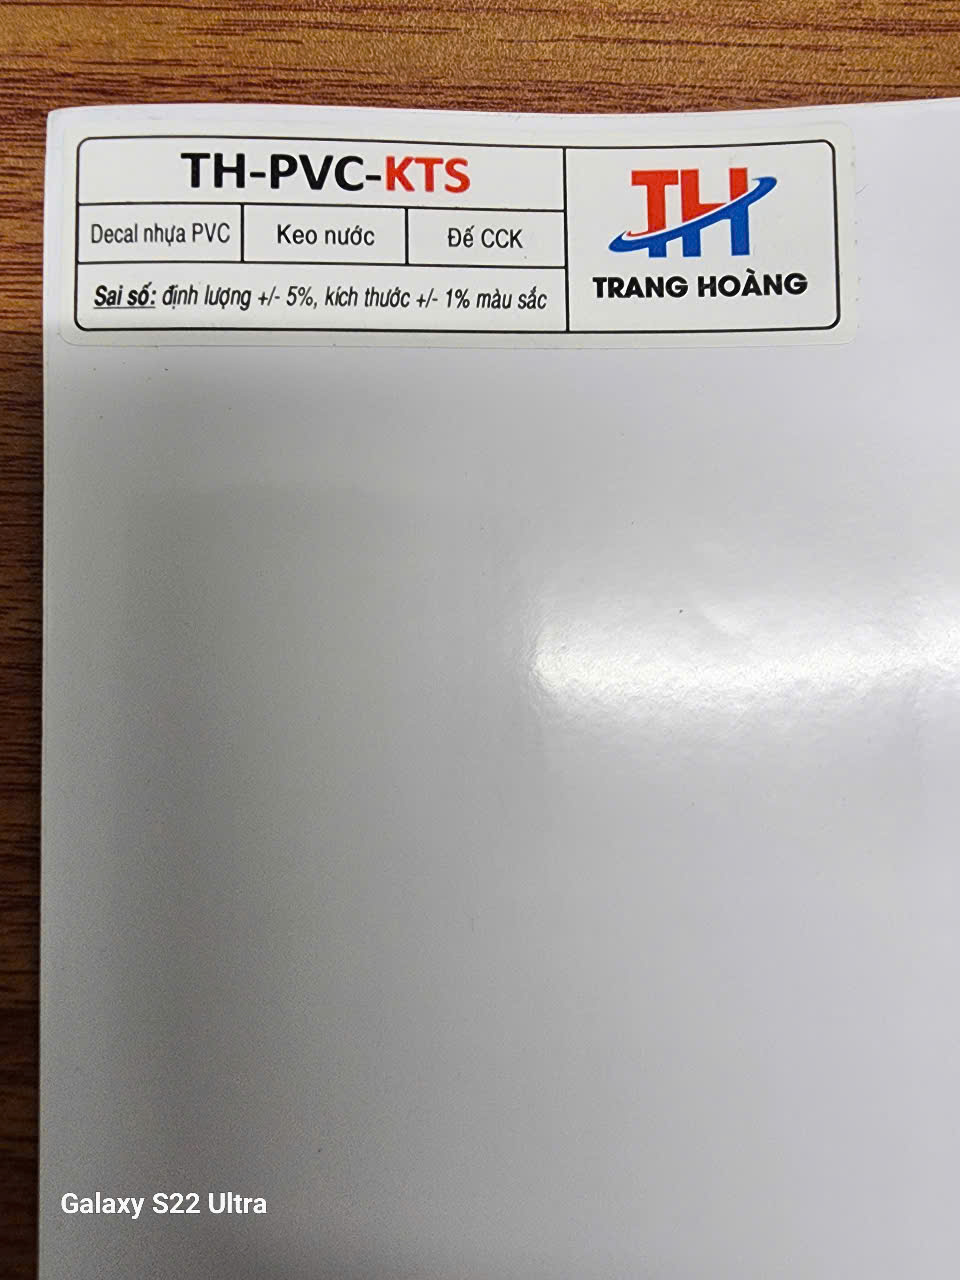 TH-PVC-KTS
Decal nhựa PVC
Keo nước
Đế CCK
Sai số: định lượng +/- 5%, kích thước +/- 1% màu sắc
TH
TRANG HOÀNG
Galaxy S22 Ultra